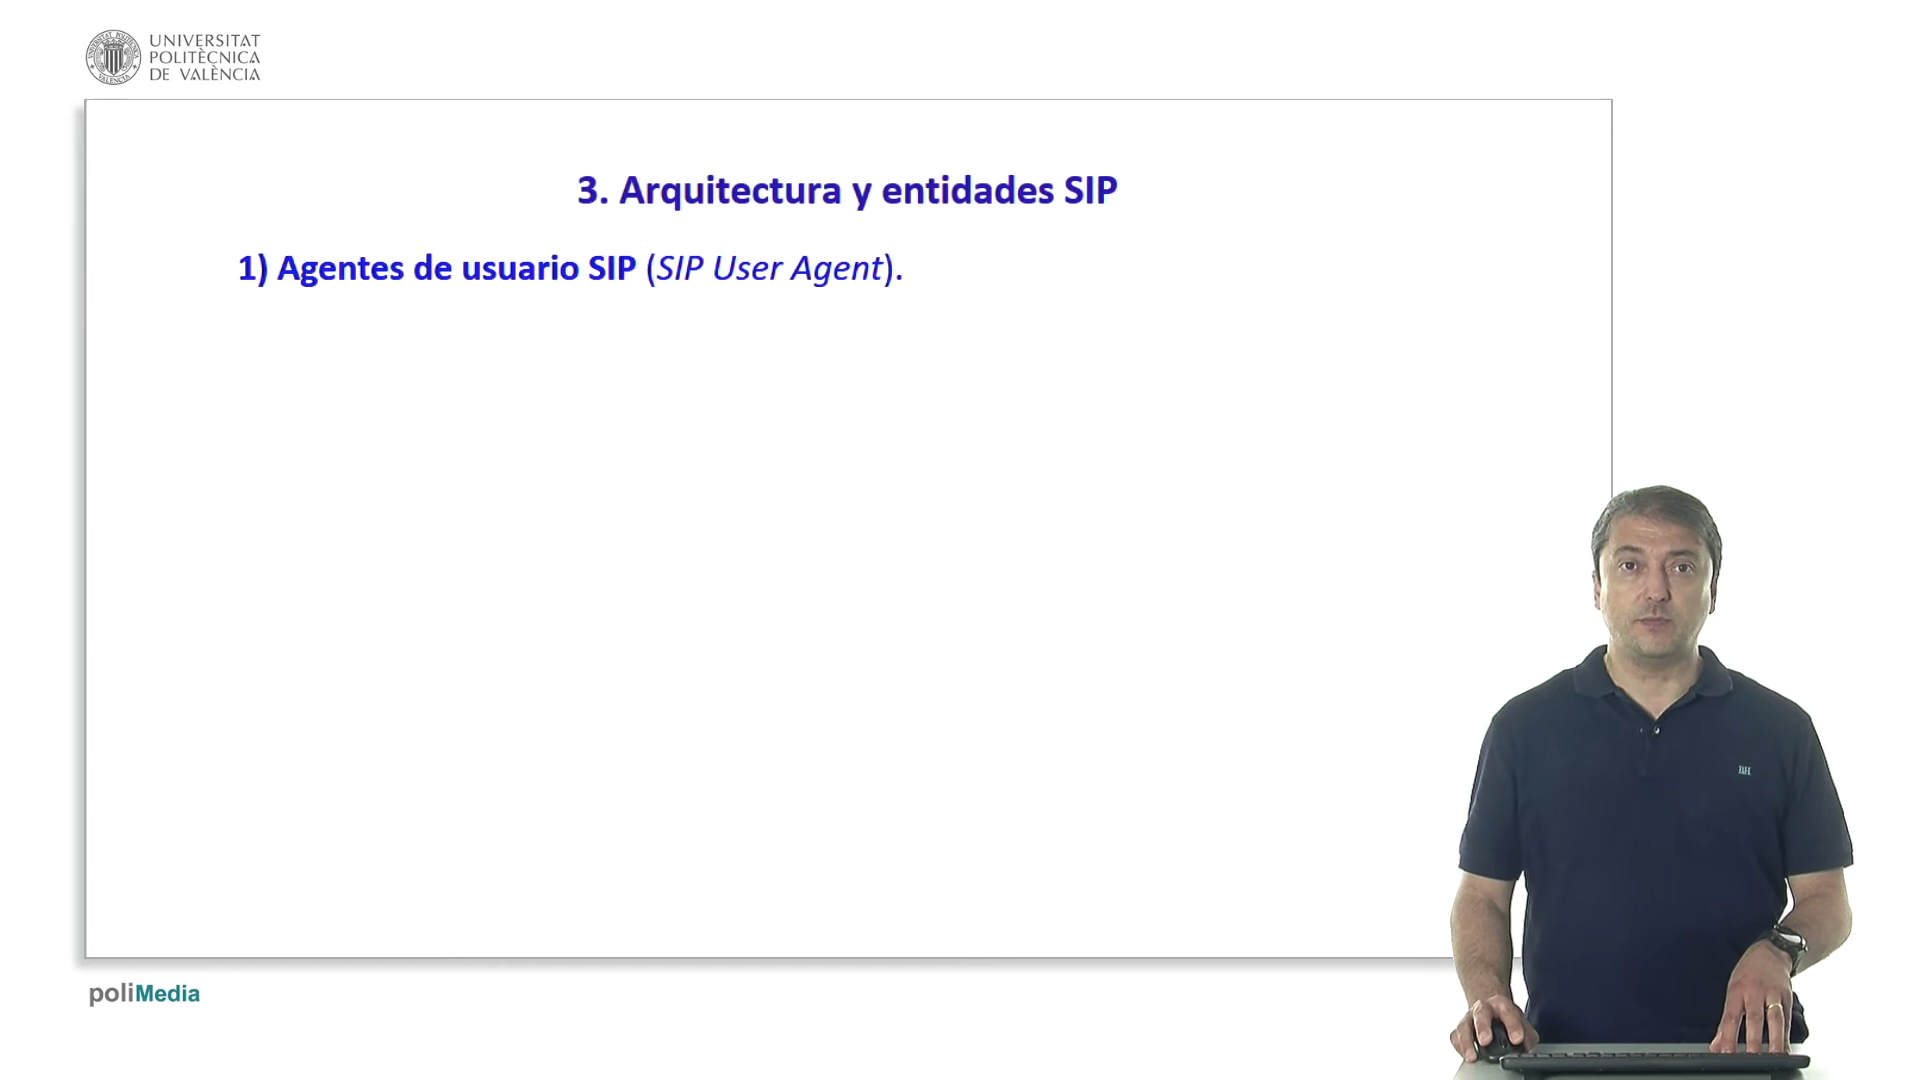 UNIVERSITAT
POLITÈCNICA
DE VALÈNCIA
3. Arquitectura y entidades SIP
1) Agentes de usuario SIP (SIP User Agent).
poliMedia